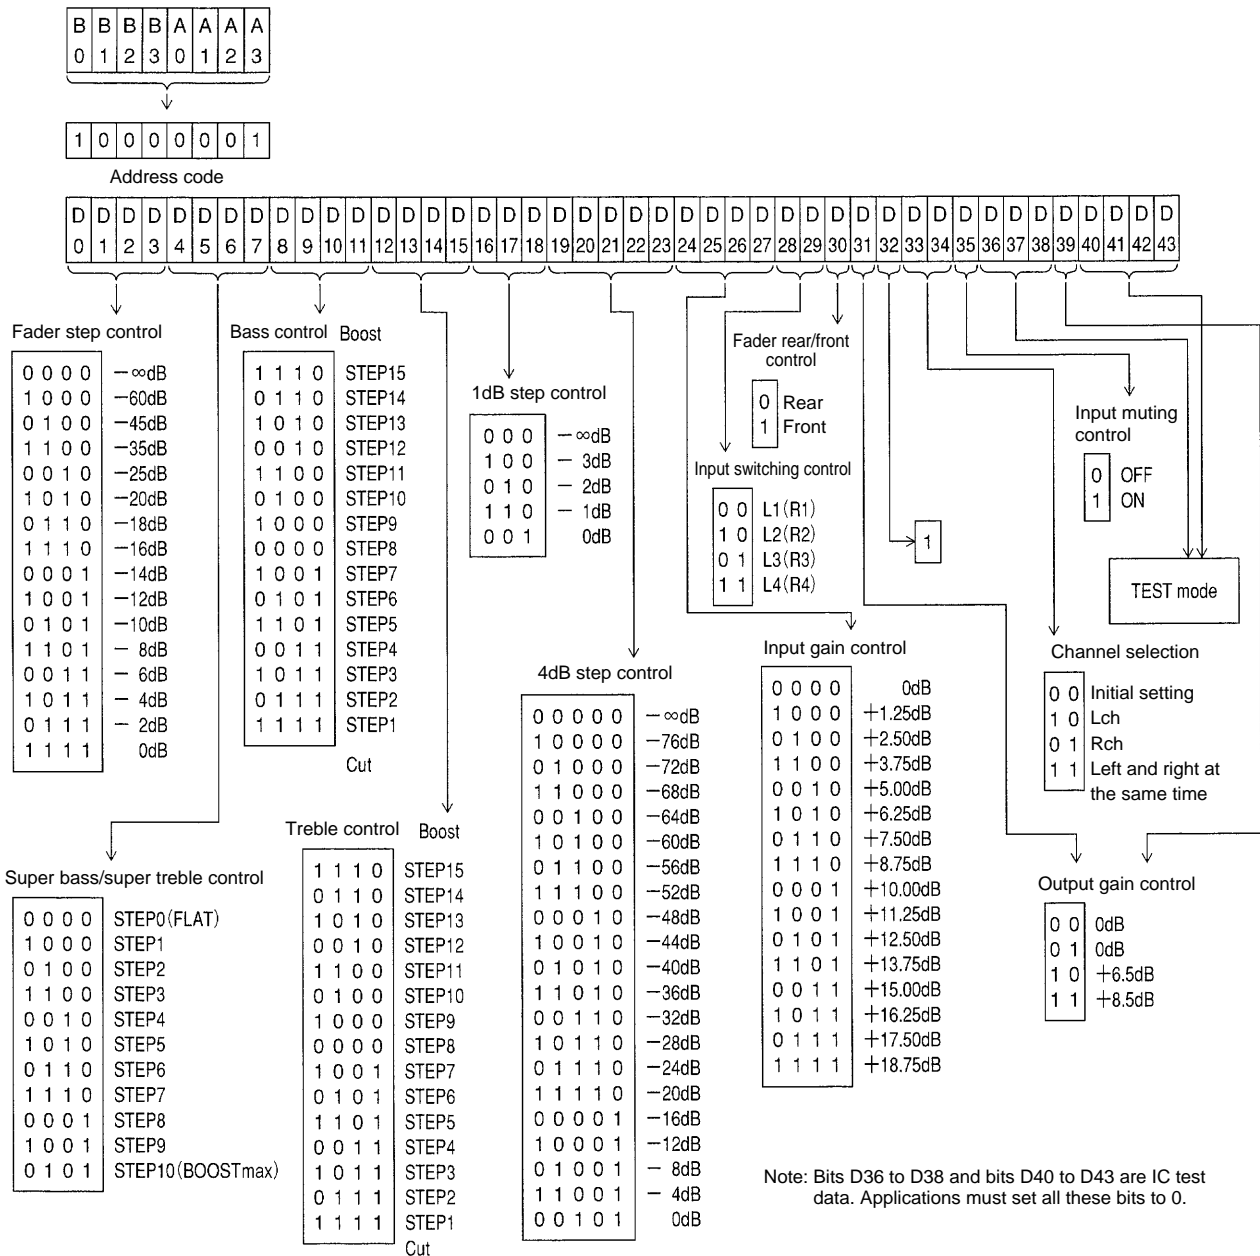 B B B B A A A A
0 1 2 3 0 1 2 3
1 0 0 0 0 0 0 1
Address code
D D D D D D D D D D D D D D D D D D D D D D D D D D D D D D D D D D D D D D D D D D D D
0 1 2 3 4 5 6 7 8 9 10 11 12 13 14 15 16 17 18 19 20 21 22 23 24 25 26 27 28 29 30 31 32 33 34 35 36 37 38 39 40 41 42 43
Fader step control
0 0 0 0 −∞dB
1 0 0 0 −60dB
0 1 0 0 −45dB
1 1 0 0 −35dB
0 0 1 0 −25dB
1 0 1 0 −20dB
0 1 1 0 −18dB
1 1 1 0 −16dB
0 0 0 1 −14dB
1 0 0 1 −12dB
0 1 0 1 −10dB
1 1 0 1 − 8dB
0 0 1 1 − 6dB
1 0 1 1 − 4dB
0 1 1 1 − 2dB
1 1 1 1 0dB
Bass control Boost
1 1 1 0 STEP15
0 1 1 0 STEP14
1 0 1 0 STEP13
0 0 1 0 STEP12
1 1 0 0 STEP11
0 1 0 0 STEP10
1 0 0 0 STEP9
0 0 0 0 STEP8
1 0 0 1 STEP7
0 1 0 1 STEP6
1 1 0 1 STEP5
0 0 1 1 STEP4
1 0 1 1 STEP3
0 1 1 1 STEP2
1 1 1 1 STEP1
Cut
1dB step control
0 0 0 −∞dB
1 0 0 − 3dB
0 1 0 − 2dB
1 1 0 − 1dB
0 0 1 0dB
Fader rear/front
control
0 Rear
1 Front
Input switching control
0 0 L1(R1)
1 0 L2(R2)
0 1 L3(R3)
1 1 L4(R4)
1
Input muting
control
0 OFF
1 ON
TEST mode
Channel selection
0 0 Initial setting
1 0 Lch
0 1 Rch
1 1 Left and right at
the same time
Super bass/super treble control
0 0 0 0 STEP0(FLAT)
1 0 0 0 STEP1
0 1 0 0 STEP2
1 1 0 0 STEP3
0 0 1 0 STEP4
1 0 1 0 STEP5
0 1 1 0 STEP6
1 1 1 0 STEP7
0 0 0 1 STEP8
1 0 0 1 STEP9
0 1 0 1 STEP10(BOOSTmax)
Treble control Boost
1 1 1 0 STEP15
0 1 1 0 STEP14
1 0 1 0 STEP13
0 0 1 0 STEP12
1 1 0 0 STEP11
0 1 0 0 STEP10
1 0 0 0 STEP9
0 0 0 0 STEP8
1 0 0 1 STEP7
0 1 0 1 STEP6
1 1 0 1 STEP5
0 0 1 1 STEP4
1 0 1 1 STEP3
0 1 1 1 STEP2
1 1 1 1 STEP1
Cut
4dB step control
0 0 0 0 0 −∞dB
1 0 0 0 0 −76dB
0 1 0 0 0 −72dB
1 1 0 0 0 −68dB
0 0 1 0 0 −64dB
1 0 1 0 0 −60dB
0 1 1 0 0 −56dB
1 1 1 0 0 −52dB
0 0 0 1 0 −48dB
1 0 0 1 0 −44dB
0 1 0 1 0 −40dB
1 1 0 1 0 −36dB
0 0 1 1 0 −32dB
1 0 1 1 0 −28dB
0 1 1 1 0 −24dB
1 1 1 1 0 −20dB
0 0 0 0 1 −16dB
1 0 0 0 1 −12dB
0 1 0 0 1 − 8dB
1 1 0 0 1 − 4dB
0 0 1 0 1 0dB
Input gain control
0 0 0 0 0dB
1 0 0 0 +1.25dB
0 1 0 0 +2.50dB
1 1 0 0 +3.75dB
0 0 1 0 +5.00dB
1 0 1 0 +6.25dB
0 1 1 0 +7.50dB
1 1 1 0 +8.75dB
0 0 0 1 +10.00dB
1 0 0 1 +11.25dB
0 1 0 1 +12.50dB
1 1 0 1 +13.75dB
0 0 1 1 +15.00dB
1 0 1 1 +16.25dB
0 1 1 1 +17.50dB
1 1 1 1 +18.75dB
Output gain control
0 0 0dB
0 1 0dB
1 0 +6.5dB
1 1 +8.5dB
Note: Bits D36 to D38 and bits D40 to D43 are IC test
data. Applications must set all these bits to 0.